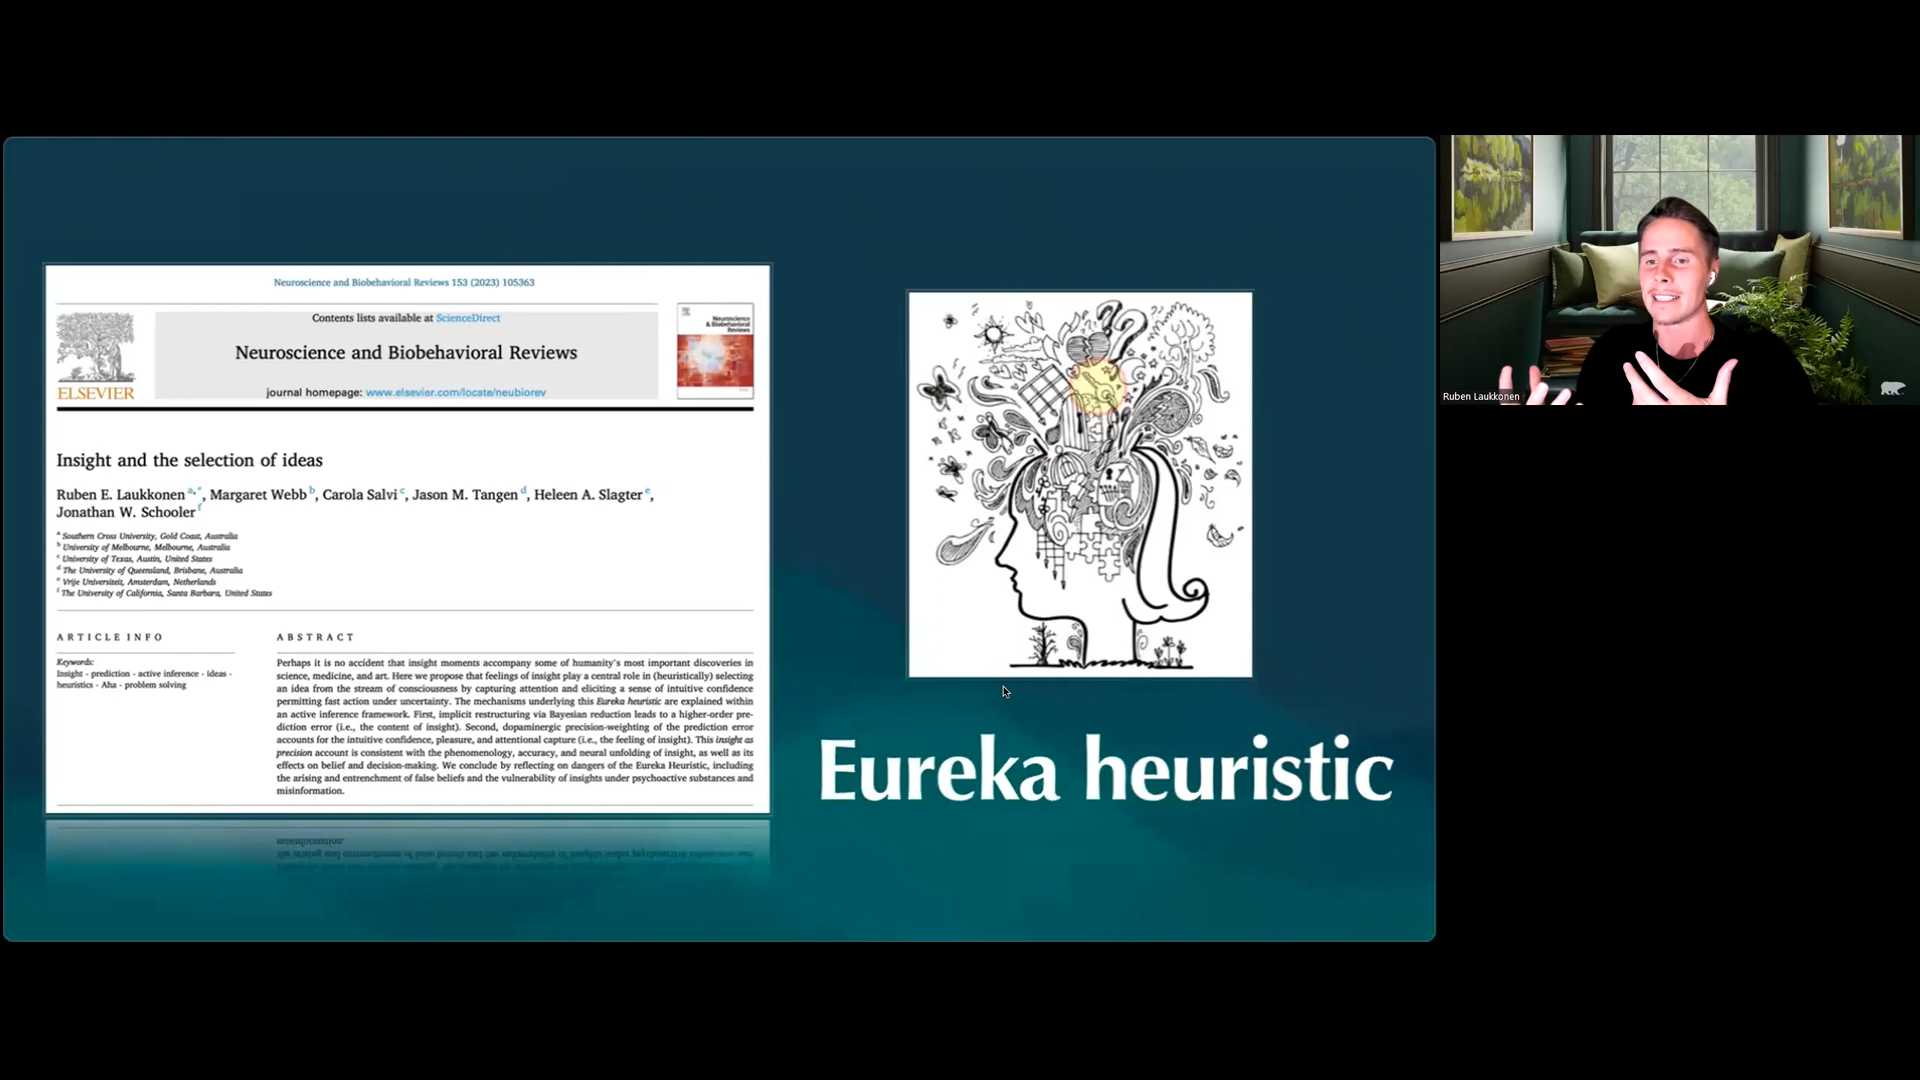 Neuroscience and Biobehavioral Reviews 153 (2023) 105363
Contents lists available at ScienceDirect
Neuroscience and Biobehavioral Reviews
journal homepage: www.elsevier.com/locate/neubiorev
ELSEVIER
Neuroscience
& Biobehavioral
Reviews
Insight and the selection of ideas
Ruben E. Laukkonen a,*, Margaret Webb b, Carola Salvi c, Jason M. Tangen d, Heleen A. Slagter e,
Jonathan W. Schooler f
a Southern Cross University, Gold Coast, Australia
b University of Melbourne, Melbourne, Australia
c University of Texas, Austin, United States
d The University of Queensland, Brisbane, Australia
e Vrije Universiteit, Amsterdam, Netherlands
f The University of California, Santa Barbara, United States
ARTICLE INFO
Keywords:
Insight - prediction - active inference - ideas -
heuristics - Aha - problem solving
ABSTRACT
Perhaps it is no accident that insight moments accompany some of humanity's most important discoveries in
science, medicine, and art. Here we propose that feelings of insight play a central role in (heuristically) selecting
an idea from the stream of consciousness by capturing attention and eliciting a sense of intuitive confidence
permitting fast action under uncertainty. The mechanisms underlying this Eureka heuristic are explained within
an active inference framework. First, implicit restructuring via Bayesian reduction leads to a higher-order pre-
diction error (i.e., the content of insight). Second, dopaminergic precision-weighting of the prediction error
accounts for the intuitive confidence, pleasure, and attentional capture (i.e., the feeling of insight). This insight as
precision account is consistent with the phenomenology, accuracy, and neural unfolding of insight, as well as its
effects on belief and decision-making. We conclude by reflecting on dangers of the Eureka Heuristic, including
the arising and entrenchment of false beliefs and the vulnerability of insights under psychoactive substances and
misinformation.
Eureka heuristic
Ruben Laukkonen